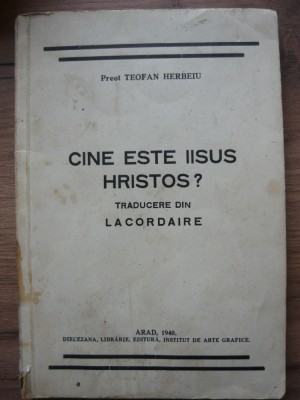 Preot TEOFAN HERBEIU
CINE ESTE IISUS
HRISTOS?
TRADUCERE DIN
LACORDAIRE
ARAD, 1940,
DIECEZANA, LIBRĂRIE, EDITURĂ, INSTITUT DE ARTE GRAFICE.